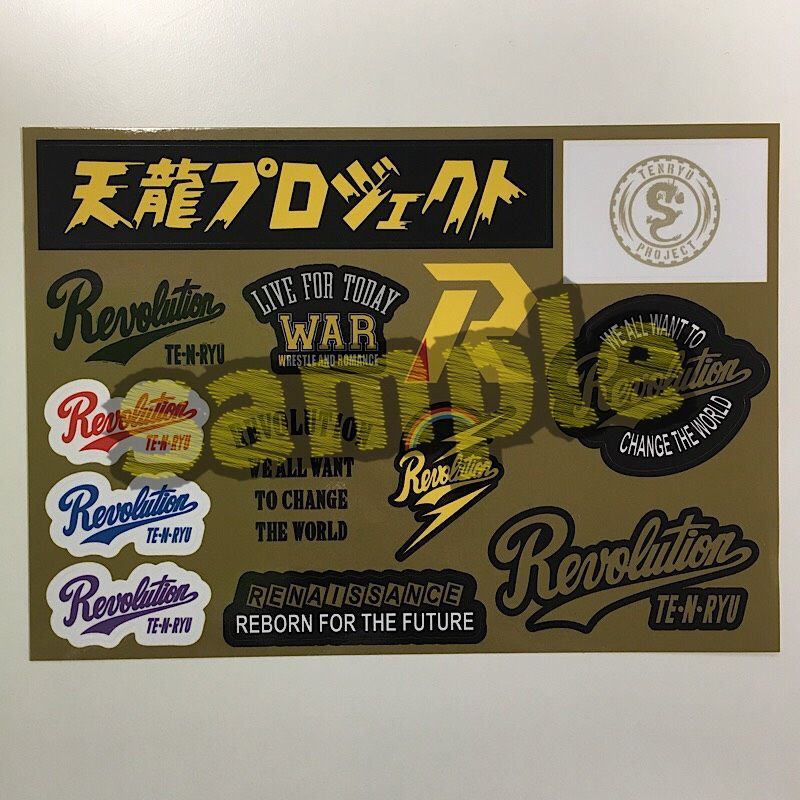 天龍プロジェクト
TENRYU
PROJECT
Revolution
TE·N·RYU
LIVE FOR TODAY
WAR
WRESTLE AND ROMANCE
R
WE ALL WANT TO
Revolution
CHANGE THE WORLD
sample
Revolution
TE·N·RYU
REVOLUTION
WE ALL WANT
TO CHANGE
THE WORLD
Revolution
Revolution
TE·N·RYU
Revolution
TE·N·RYU
Revolution
TE·N·RYU
RENAISSANCE
REBORN FOR THE FUTURE